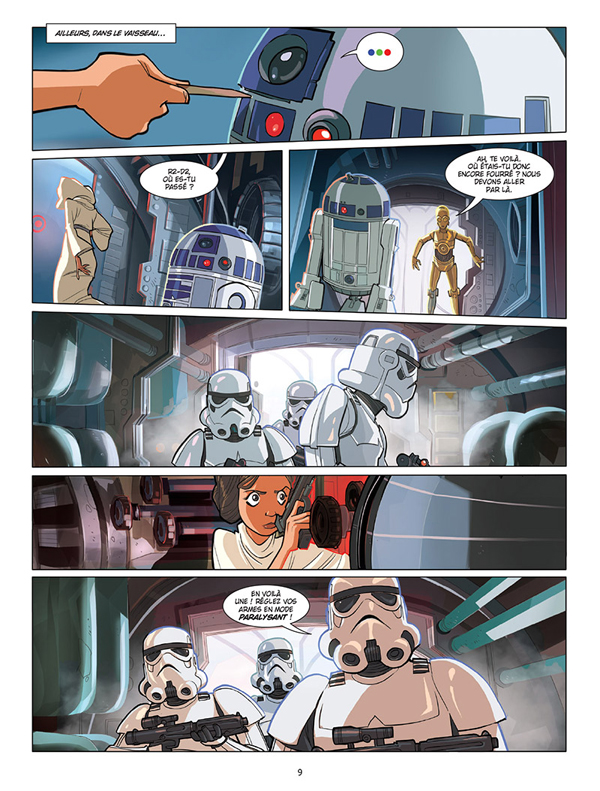 AILLEURS, DANS LE VAISSEAU...
R2-D2,
OÙ ES-TU
PASSÉ ?
AH, TE VOILÀ.
OÙ ÉTAIS-TU DONC
ENCORE FOURRÉ ? NOUS
DEVONS ALLER
PAR LÀ.
EN VOILÀ
UNE ! RÉGLEZ VOS
ARMES EN MODE
PARALYSANT !
9